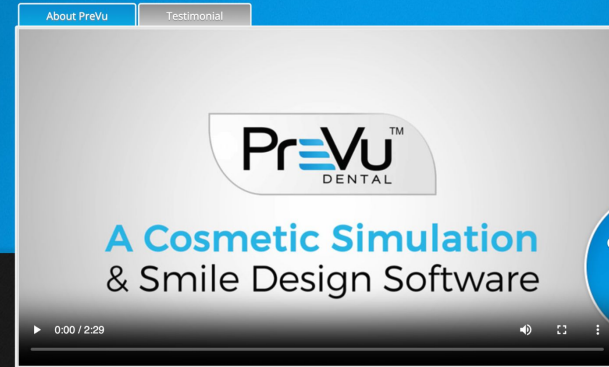 About PreVu
Testimonial
PreVu™
DENTAL
A Cosmetic Simulation
& Smile Design Software
0:00 / 2:29